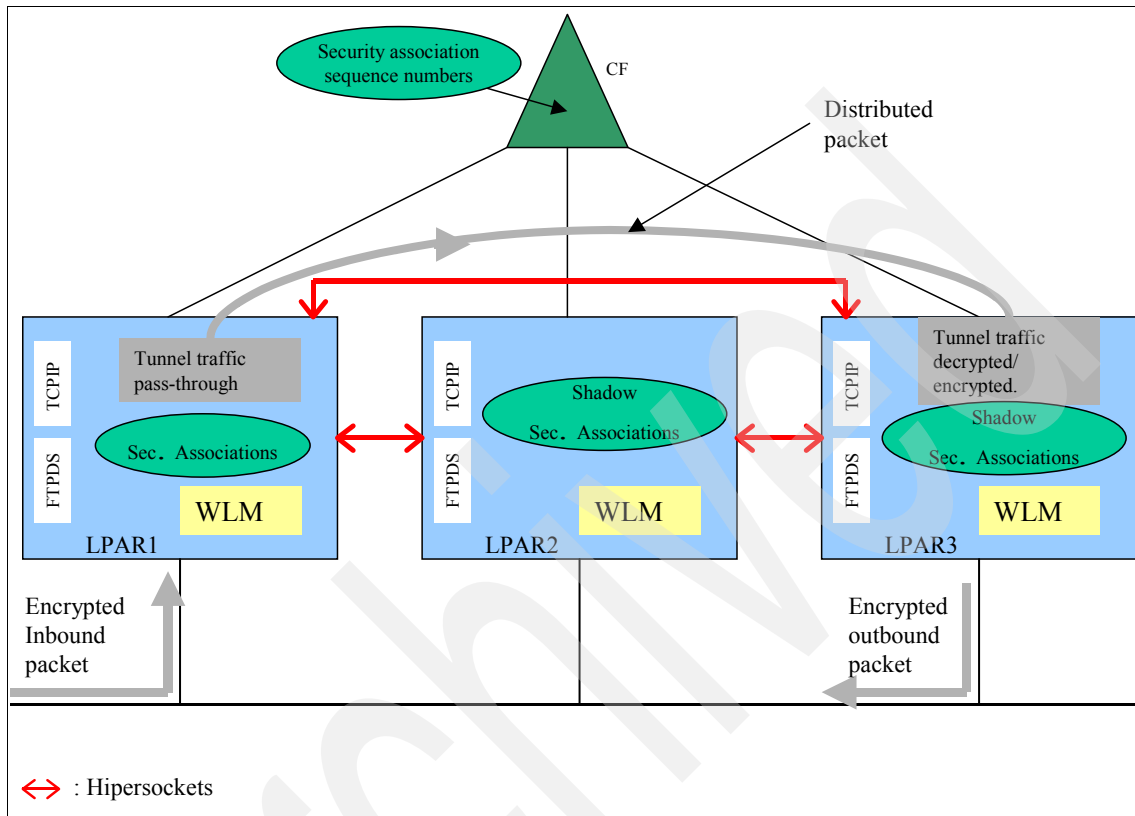 Security association
sequence numbers
CF
Distributed
packet
TCPIP
Tunnel traffic
pass-through
FTPDS
Sec. Associations
WLM
LPAR1
TCPIP
Shadow
Sec. Associations
FTPDS
WLM
LPAR2
TCPIP
Tunnel traffic
decrypted/
encrypted.
Shadow
Sec. Associations
FTPDS
WLM
LPAR3
Encrypted
Inbound
packet
Encrypted
outbound
packet
: Hipersockets